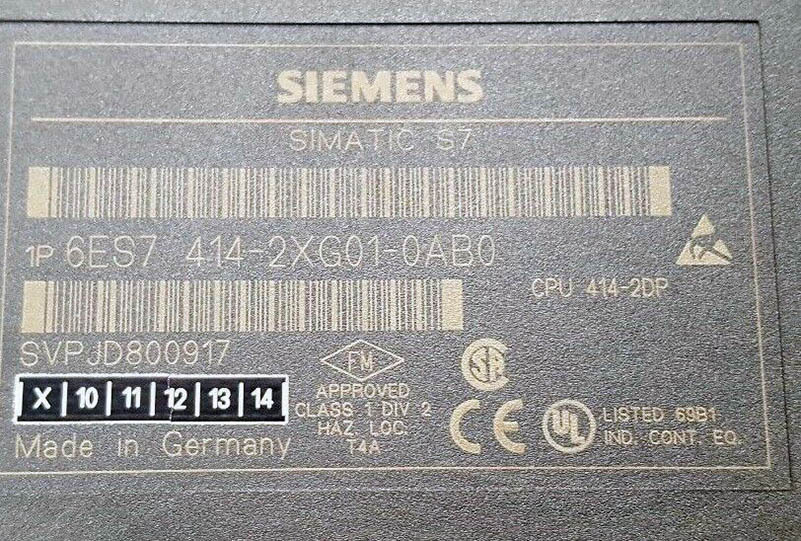 SIEMENS
SIMATIC S7
1P 6ES7 414-2XG01-0AB0
CPU 414-2DP
SVPJD800917
X 10 11 12 13 14
Made in Germany
FM
APPROVED
CLASS 1 DIV 2
HAZ. LOC.
T4A
SA
CE
UL
LISTED 69B1
IND. CONT. EQ.